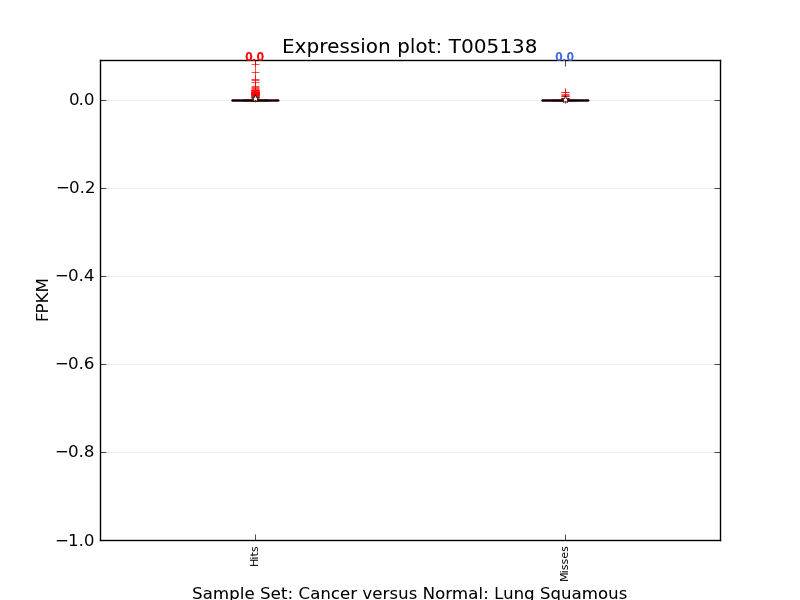 Expression plot: T005138
0.0 0.0
0.0
−0.2
−0.4
−0.6
−0.8
−1.0
FPKM
Hits
Misses
Sample Set: Cancer versus Normal: Lung Squamous